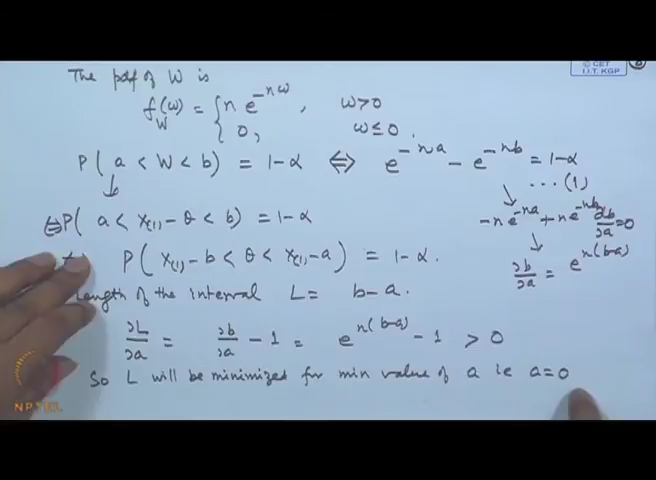 The pdf of W is
© CET
I.I.T. KGP
f_W(w) = { n e^{-nw}, w>0
0, w≤0.
P(a < W < b) = 1-α ⇔ e^{-na} - e^{-nb} = 1-α
... (1)
⇔ P(a < X_(1) - θ < b) = 1-α
-n e^{-na} + n e^{-nb} ∂b/∂a = 0
P(X_(1) - b < θ < X_(1) - a) = 1-α.
∂b/∂a = e^{n(b-a)}
Length of the interval L = b-a.
∂L/∂a = ∂b/∂a - 1 = e^{n(b-a)} - 1 > 0
So L will be minimized for min value of a ie a=0
NPTEL